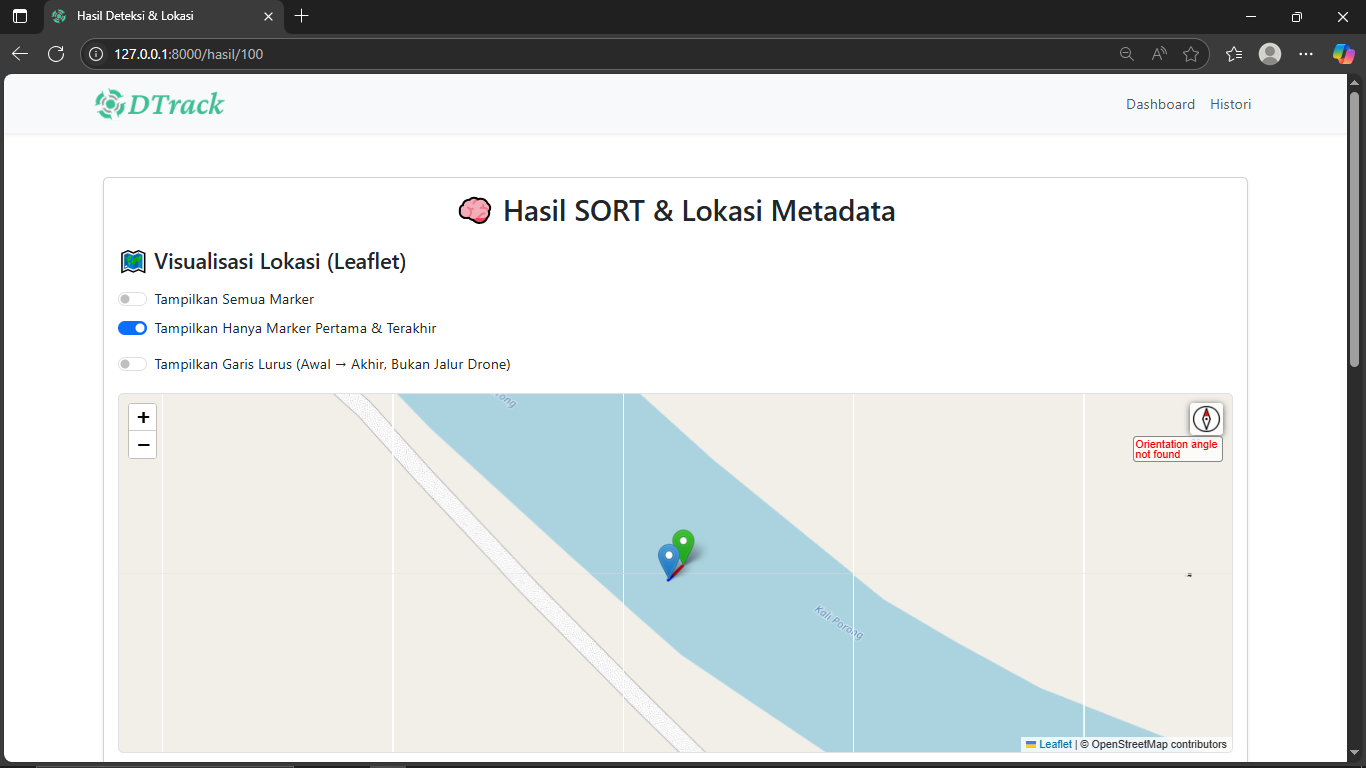 Hasil Deteksi & Lokasi
127.0.0.1:8000/hasil/100
DTrack
Dashboard Histori
Hasil SORT & Lokasi Metadata
Visualisasi Lokasi (Leaflet)
Tampilkan Semua Marker
Tampilkan Hanya Marker Pertama & Terakhir
Tampilkan Garis Lurus (Awal → Akhir, Bukan Jalur Drone)
+
−
Orientation angle
not found
Kali Porong
Leaflet | © OpenStreetMap contributors